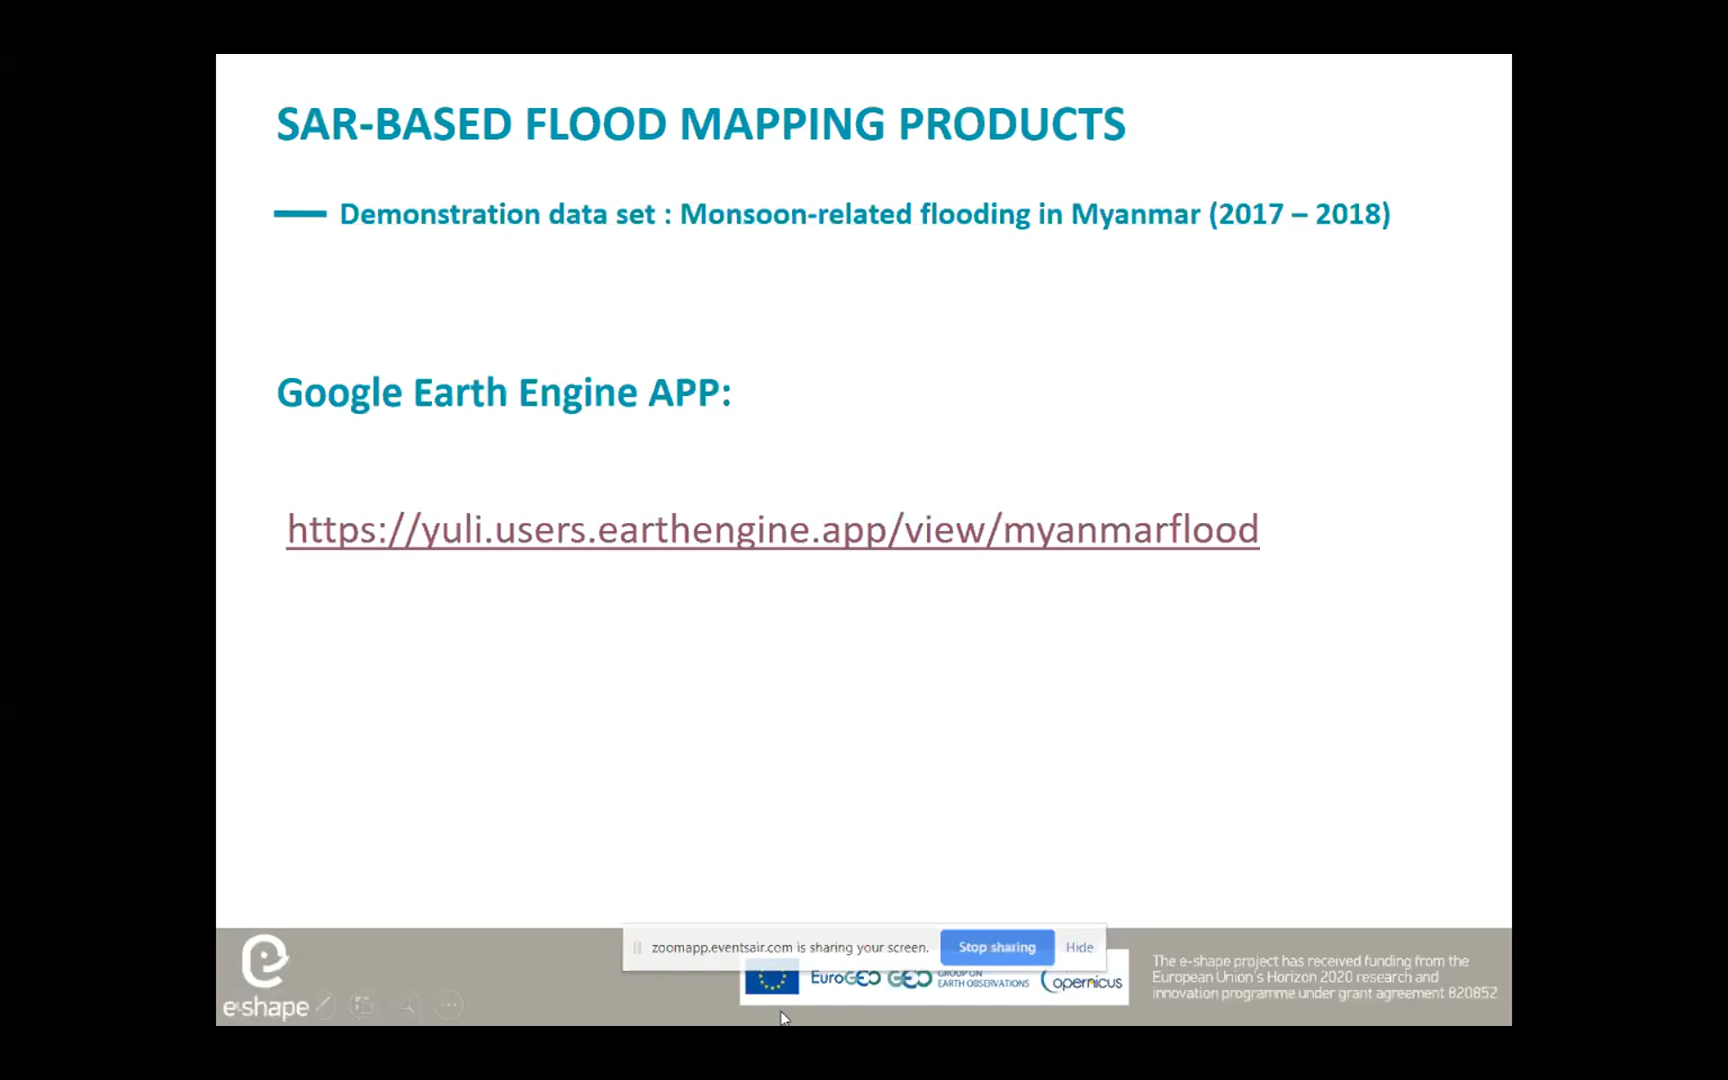 SAR-BASED FLOOD MAPPING PRODUCTS
Demonstration data set : Monsoon-related flooding in Myanmar (2017 – 2018)
Google Earth Engine APP:
https://yuli.users.earthengine.app/view/myanmarflood
zoomapp.eventsair.com is sharing your screen. Stop sharing Hide
e-shape
EuroGEO GEO GROUP ON
EARTH OBSERVATIONS
Copernicus
The e-shape project has received funding from the
European Union's Horizon 2020 research and
innovation programme under grant agreement 820852